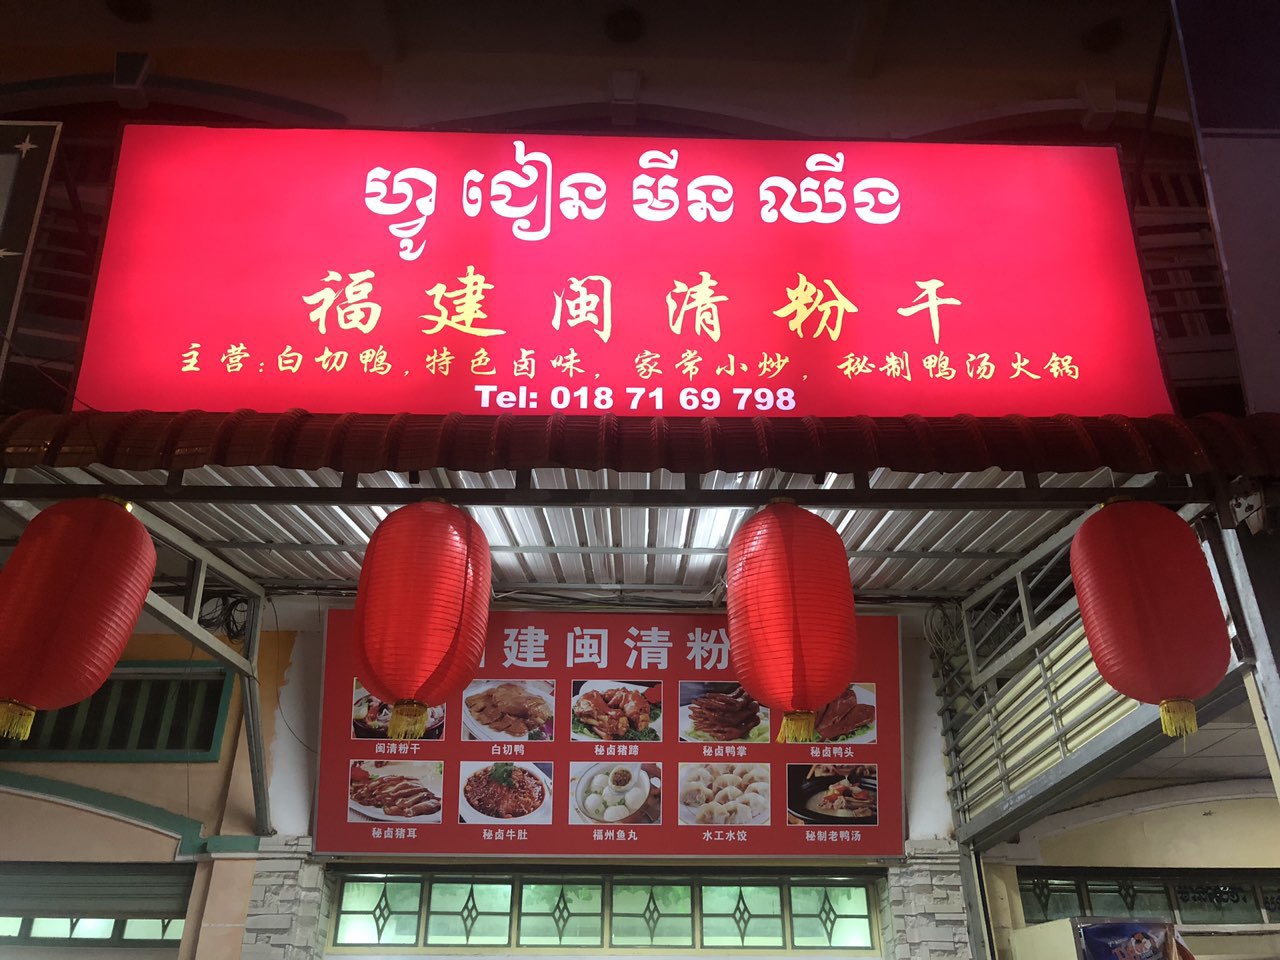 ហ្វូ ជៀន មីន ឈីង
福建闽清粉干
主营:白切鸭,特色卤味,家常小炒,秘制鸭汤火锅
Tel: 018 71 69 798
建闽清粉
闽清粉干 白切鸭 秘卤猪蹄 秘卤鸭掌 秘卤鸭头
秘卤猪耳 秘卤牛肚 福州鱼丸 水工水饺 秘制老鸭汤